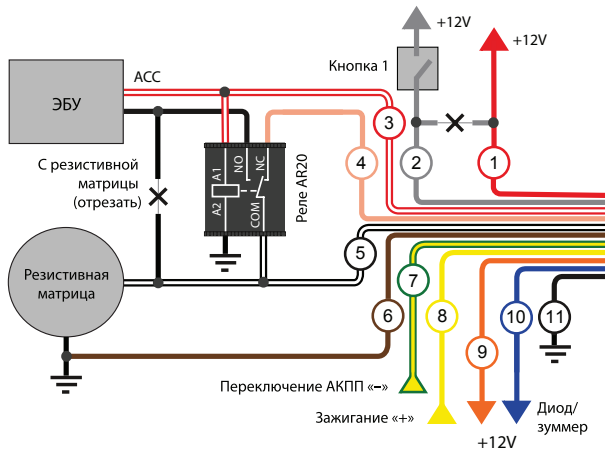 +12V
+12V
Кнопка 1
ЭБУ
ACC
3
С резистивной
матрицы
(отрезать)
A1
A2
NO
NC
COM
Реле AR20
4
2
1
5
Резистивная
матрица
6
7
8
9
10
11
Переключение АКПП «–»
Зажигание «+»
+12V
Диод/
зуммер